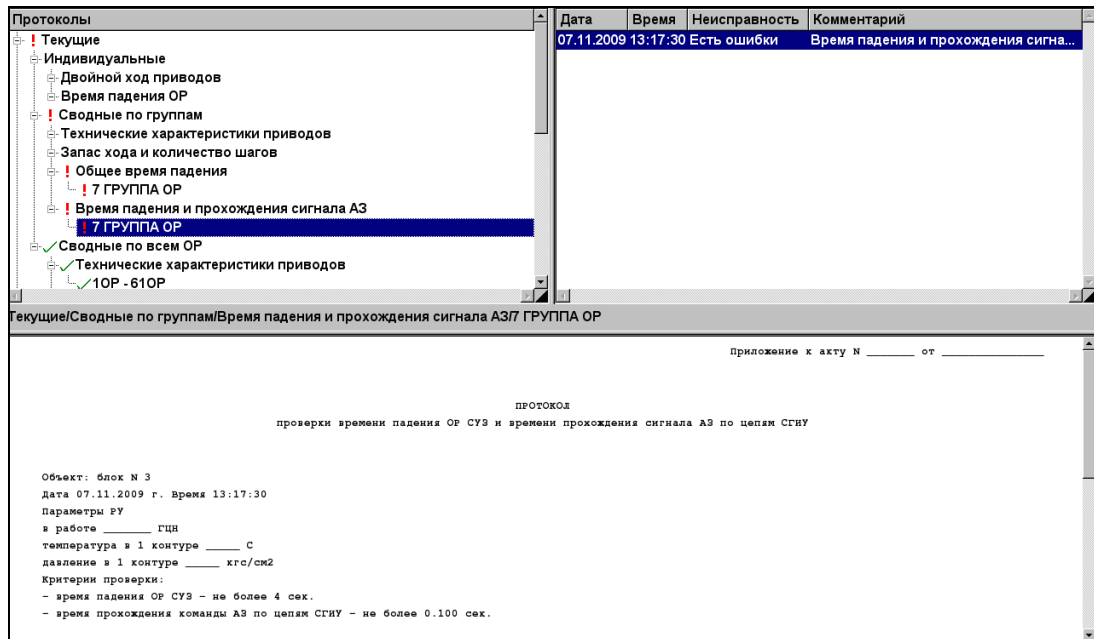 Протоколы
! Текущие
Индивидуальные
Двойной ход приводов
Время падения ОР
! Сводные по группам
Технические характеристики приводов
Запас хода и количество шагов
! Общее время падения
! 7 ГРУППА ОР
! Время падения и прохождения сигнала АЗ
! 7 ГРУППА ОР
Сводные по всем ОР
Технические характеристики приводов
1ОР - 61ОР
Дата Время Неисправность Комментарий
07.11.2009 13:17:30 Есть ошибки Время падения и прохождения сигна...
Текущие/Сводные по группам/Время падения и прохождения сигнала АЗ/7 ГРУППА ОР
Приложение к акту N _______ от _______________
ПРОТОКОЛ
проверки времени падения ОР СУЗ и времени прохождения сигнала АЗ по цепям СГИУ
Объект: блок N 3
Дата 07.11.2009 г. Время 13:17:30
Параметры РУ
в работе _______ ГЦН
температура в 1 контуре _____ С
давление в 1 контуре _____ кгс/см2
Критерии проверки:
- время падения ОР СУЗ - не более 4 сек.
- время прохождения команды АЗ по цепям СГИУ - не более 0.100 сек.